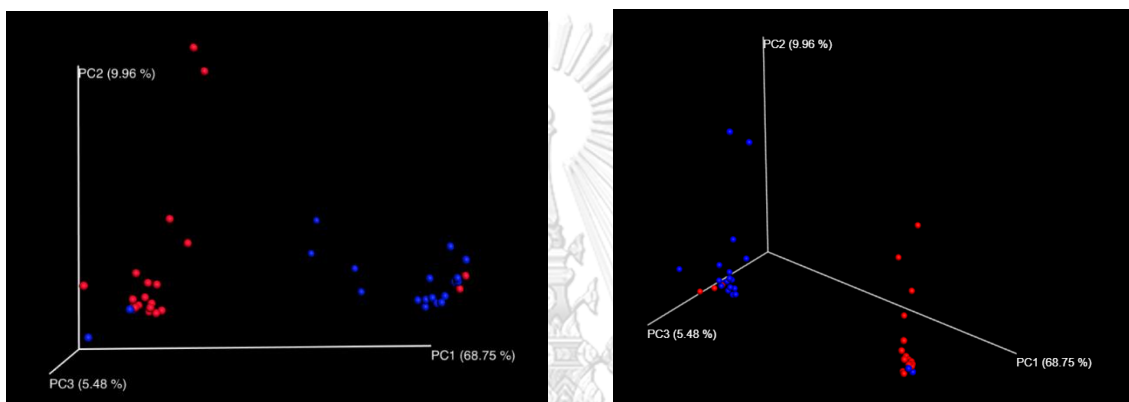 PC2 (9.96 %)
PC1 (68.75 %)
PC3 (5.48 %)
PC2 (9.96 %)
PC3 (5.48 %)
PC1 (68.75 %)